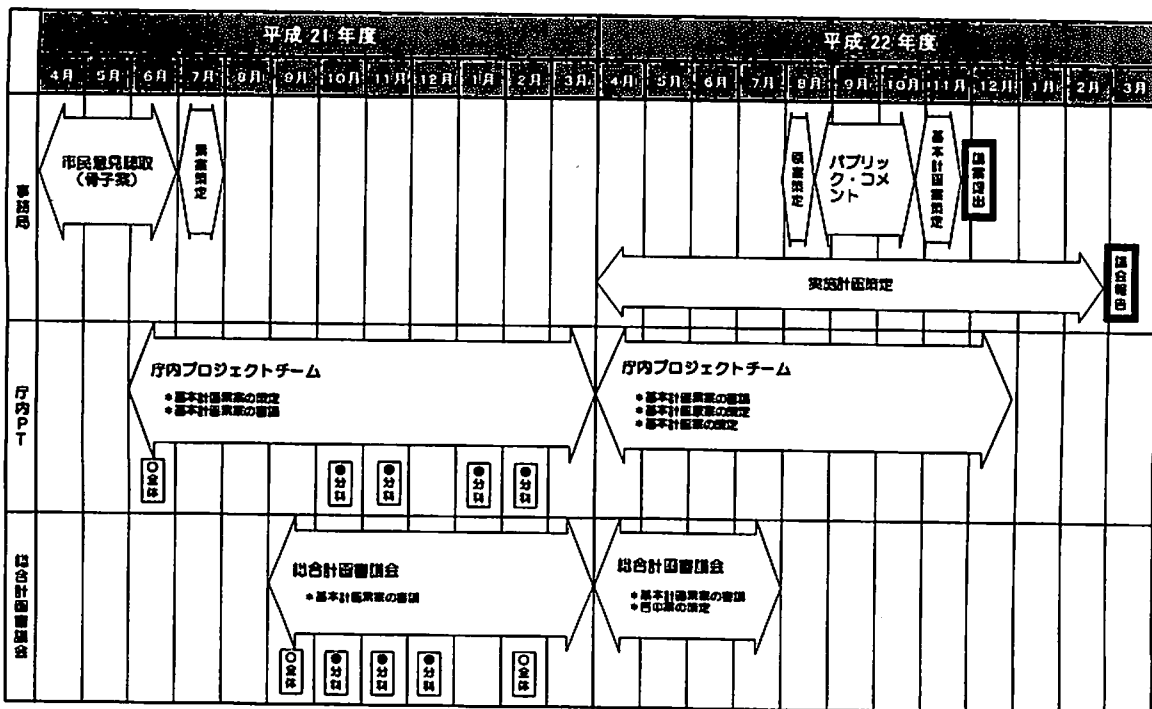 平成 21 年度
平成 22 年度
4月 5月 6月 7月 8月 9月 10月 11月 12月 1月 2月 3月 4月 5月 6月 7月 8月 9月 10月 11月 12月 1月 2月 3月
事務局
市民意見聴取
(骨子案)
素案策定
原案策定
パブリッ
ク・コメ
ント
基本計画案策定
議案提出
実施計画策定
議会報告
庁内PT
庁内プロジェクトチーム
*基本計画素案の策定
*基本計画素案の審議
庁内プロジェクトチーム
*基本計画素案の審議
*基本計画原案の策定
*基本計画案の策定
○全体
●分科
●分科
●分科
●分科
総合計画審議会
総合計画審議会
*基本計画素案の審議
総合計画審議会
*基本計画素案の審議
*答申案の策定
○全体
●分科
●分科
●分科
○全体